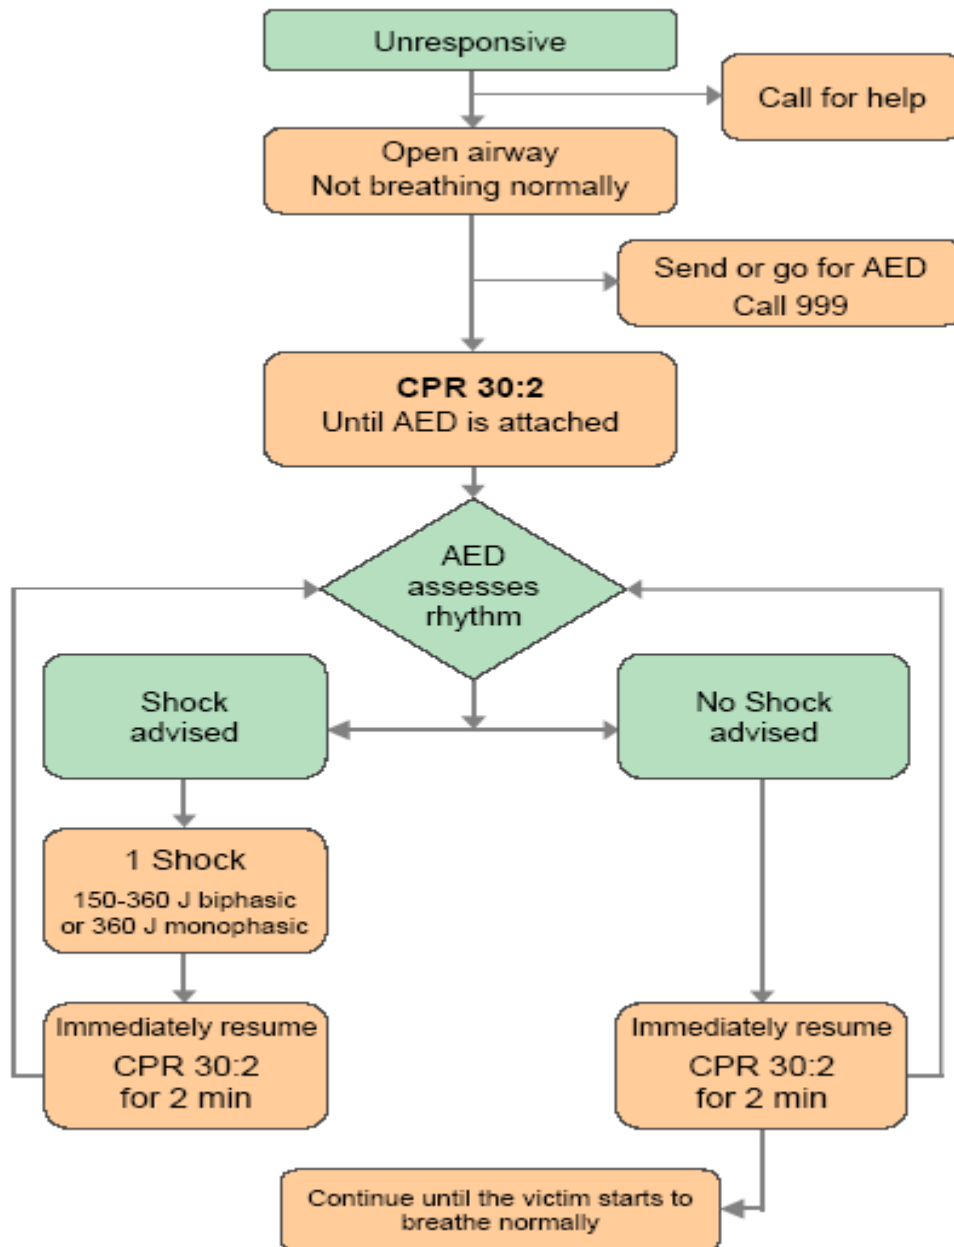 Unresponsive
Call for help
Open airway
Not breathing normally
Send or go for AED
Call 999
CPR 30:2
Until AED is attached
AED
assesses
rhythm
Shock
advised
No Shock
advised
1 Shock
150-360 J biphasic
or 360 J monophasic
Immediately resume
CPR 30:2
for 2 min
Immediately resume
CPR 30:2
for 2 min
Continue until the victim starts to
breathe normally